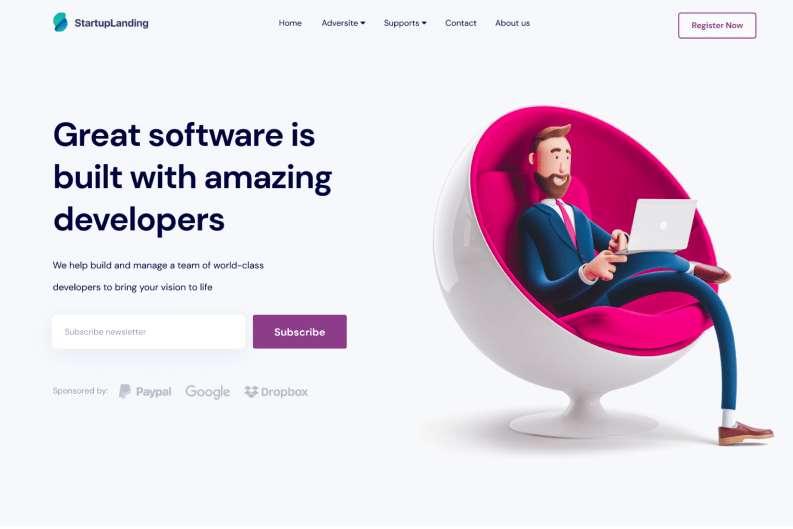 StartupLanding
Home
Adversite
Supports
Contact
About us
Register Now
Great software is
built with amazing
developers
We help build and manage a team of world-class
developers to bring your vision to life
Subscribe newsletter
Subscribe
Sponsored by:
Paypal
Google
Dropbox